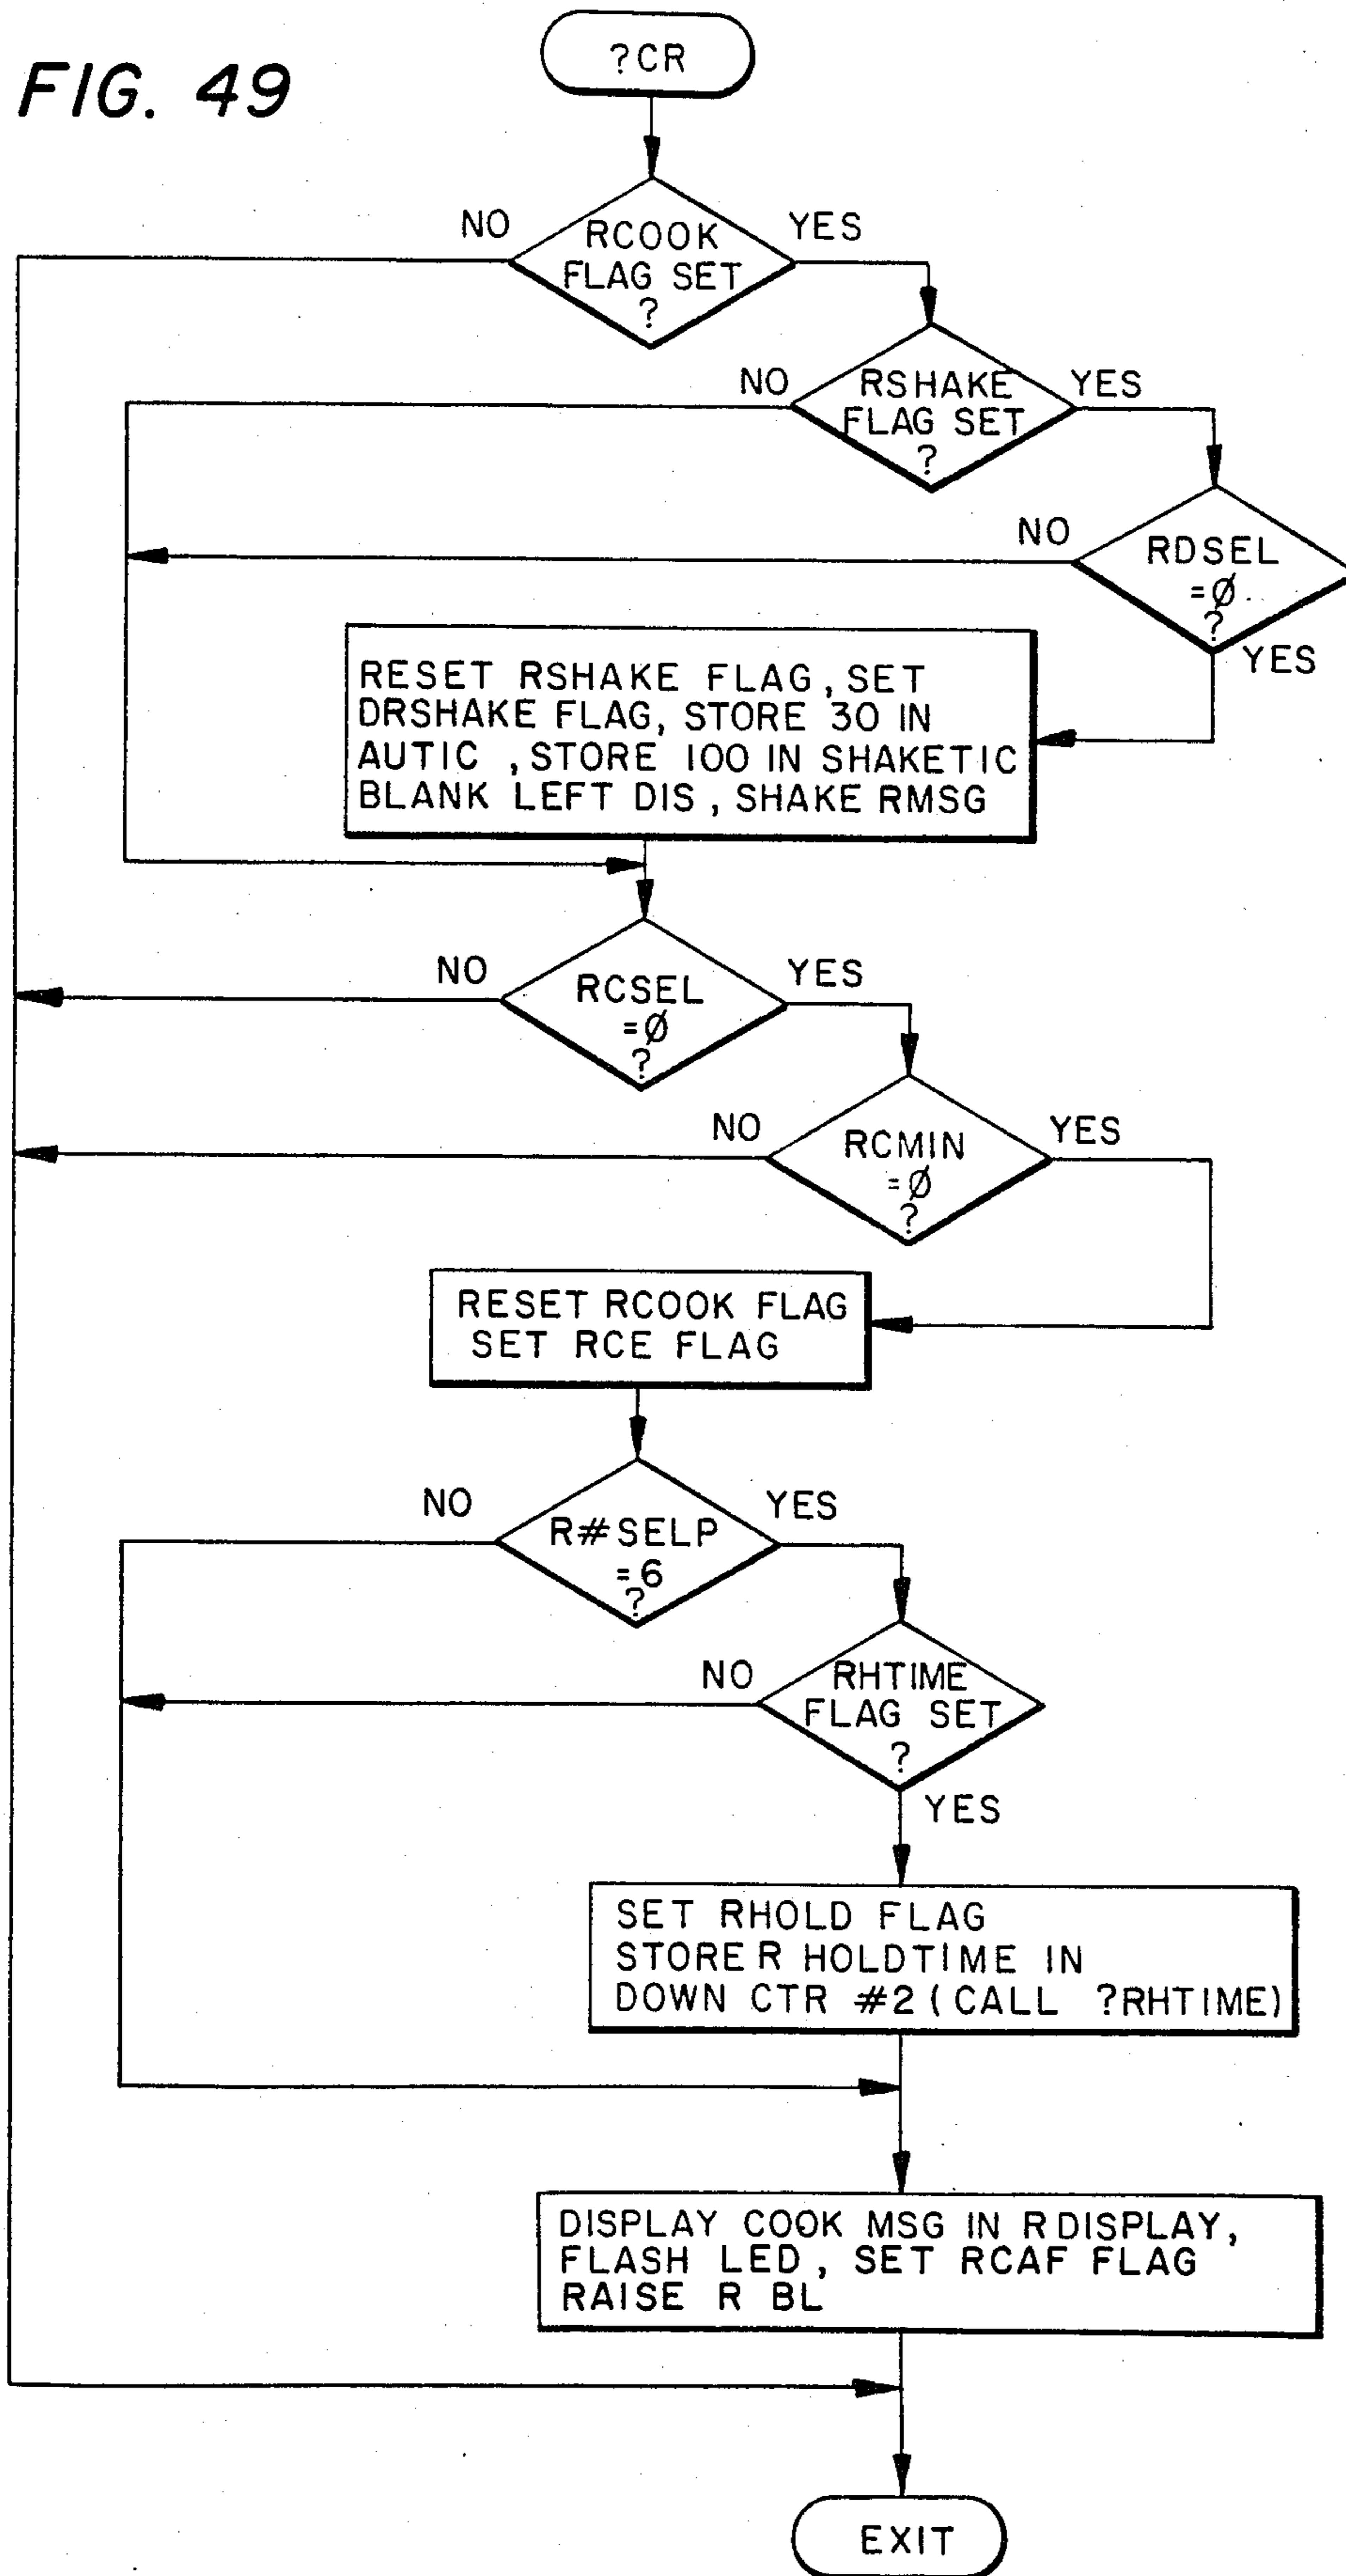 FIG. 49
?CR
NO
YES
RCOOK
FLAG SET
?
NO
YES
RSHAKE
FLAG SET
?
NO
RDSEL
=Ø
?
YES
RESET RSHAKE FLAG, SET
DRSHAKE FLAG, STORE 30 IN
AUTIC , STORE 100 IN SHAKETIC
BLANK LEFT DIS , SHAKE RMSG
NO
YES
RCSEL
=Ø
?
NO
YES
RCMIN
=Ø
?
RESET RCOOK FLAG
SET RCE FLAG
NO
YES
R#SELP
=6
?
NO
RHTIME
FLAG SET
?
YES
SET RHOLD FLAG
STORE R HOLDTIME IN
DOWN CTR #2 (CALL ?RHTIME)
DISPLAY COOK MSG IN RDISPLAY,
FLASH LED, SET RCAF FLAG
RAISE R BL
EXIT